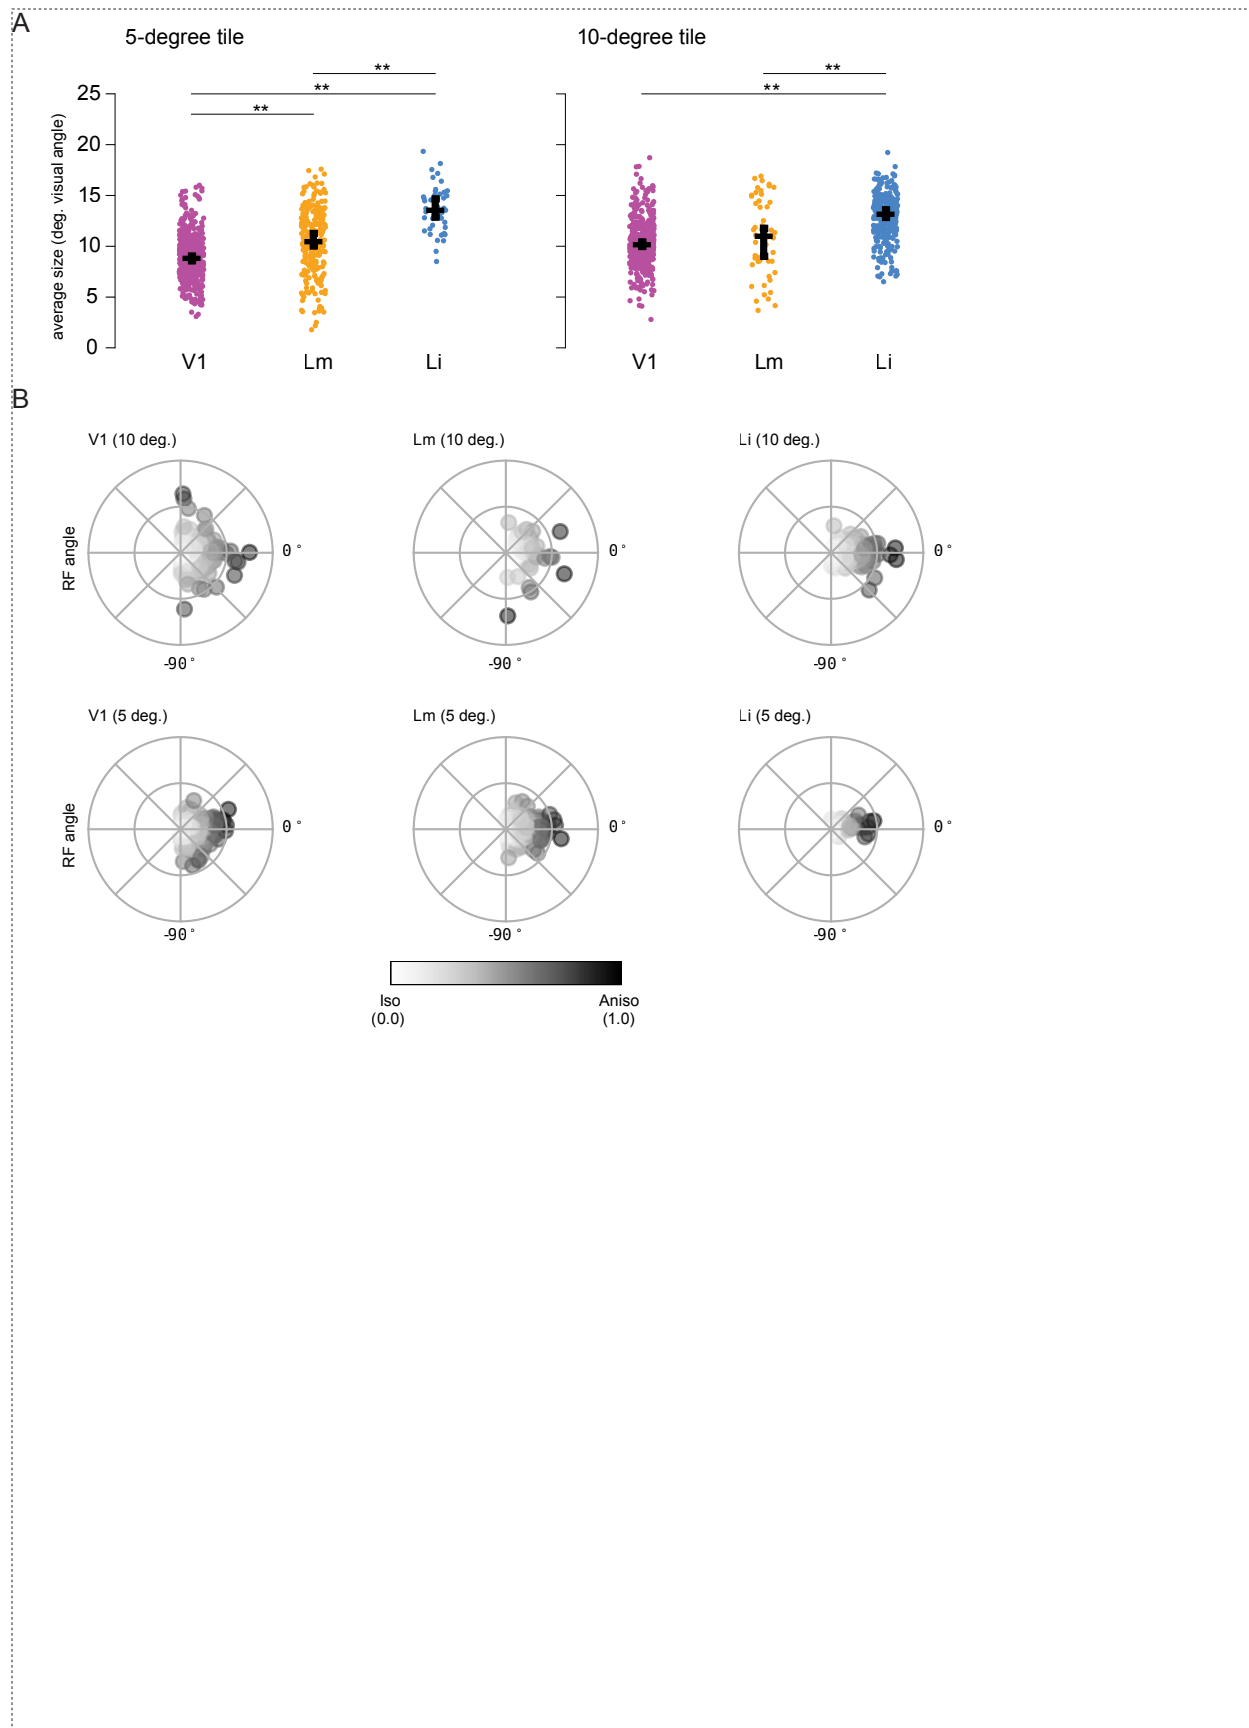 A
5-degree tile
10-degree tile
average size (deg. visual angle)
25
20
15
10
5
0
**
**
**
**
**
V1
Lm
Li
V1
Lm
Li
B
V1 (10 deg.)
Lm (10 deg.)
Li (10 deg.)
RF angle
0°
0°
0°
-90°
-90°
-90°
V1 (5 deg.)
Lm (5 deg.)
Li (5 deg.)
RF angle
0°
0°
0°
-90°
-90°
-90°
Iso
(0.0)
Aniso
(1.0)